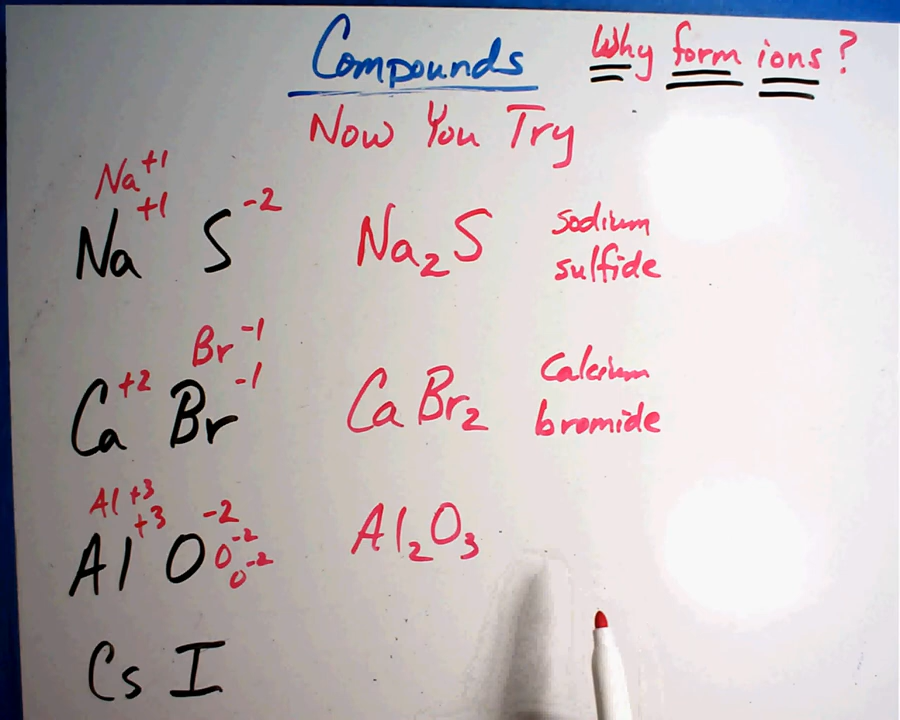 Compounds Why form ions?
Now You Try
Na+1
Na+1 S-2 Na2S sodium
sulfide
Br-1
Ca+2 Br-1 CaBr2 Calcium
bromide
Al+3
Al+3 O-2 Al2O3
O-2
O-2
Cs I